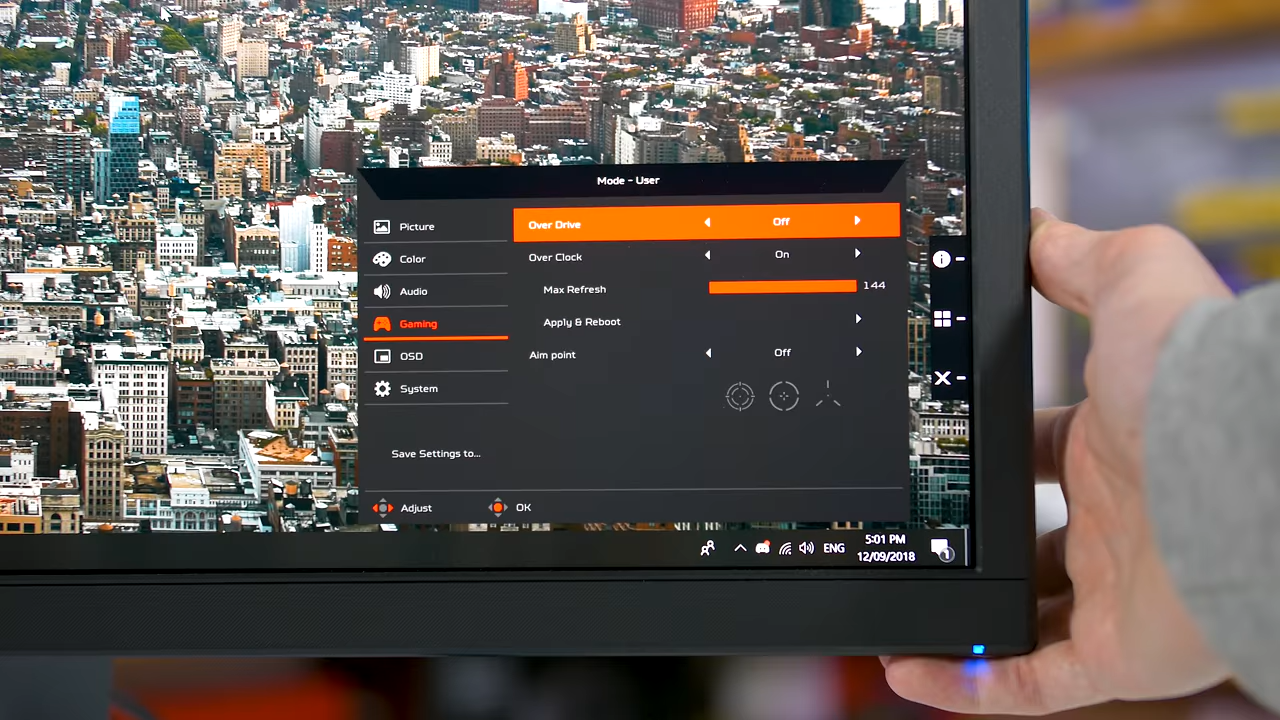 Mode - User
Picture
Color
Audio
Gaming
OSD
System
Save Settings to...
Over Drive Off
Over Clock On
Max Refresh 144
Apply & Reboot
Aim point Off
Adjust OK
ENG
5:01 PM
12/09/2018
1